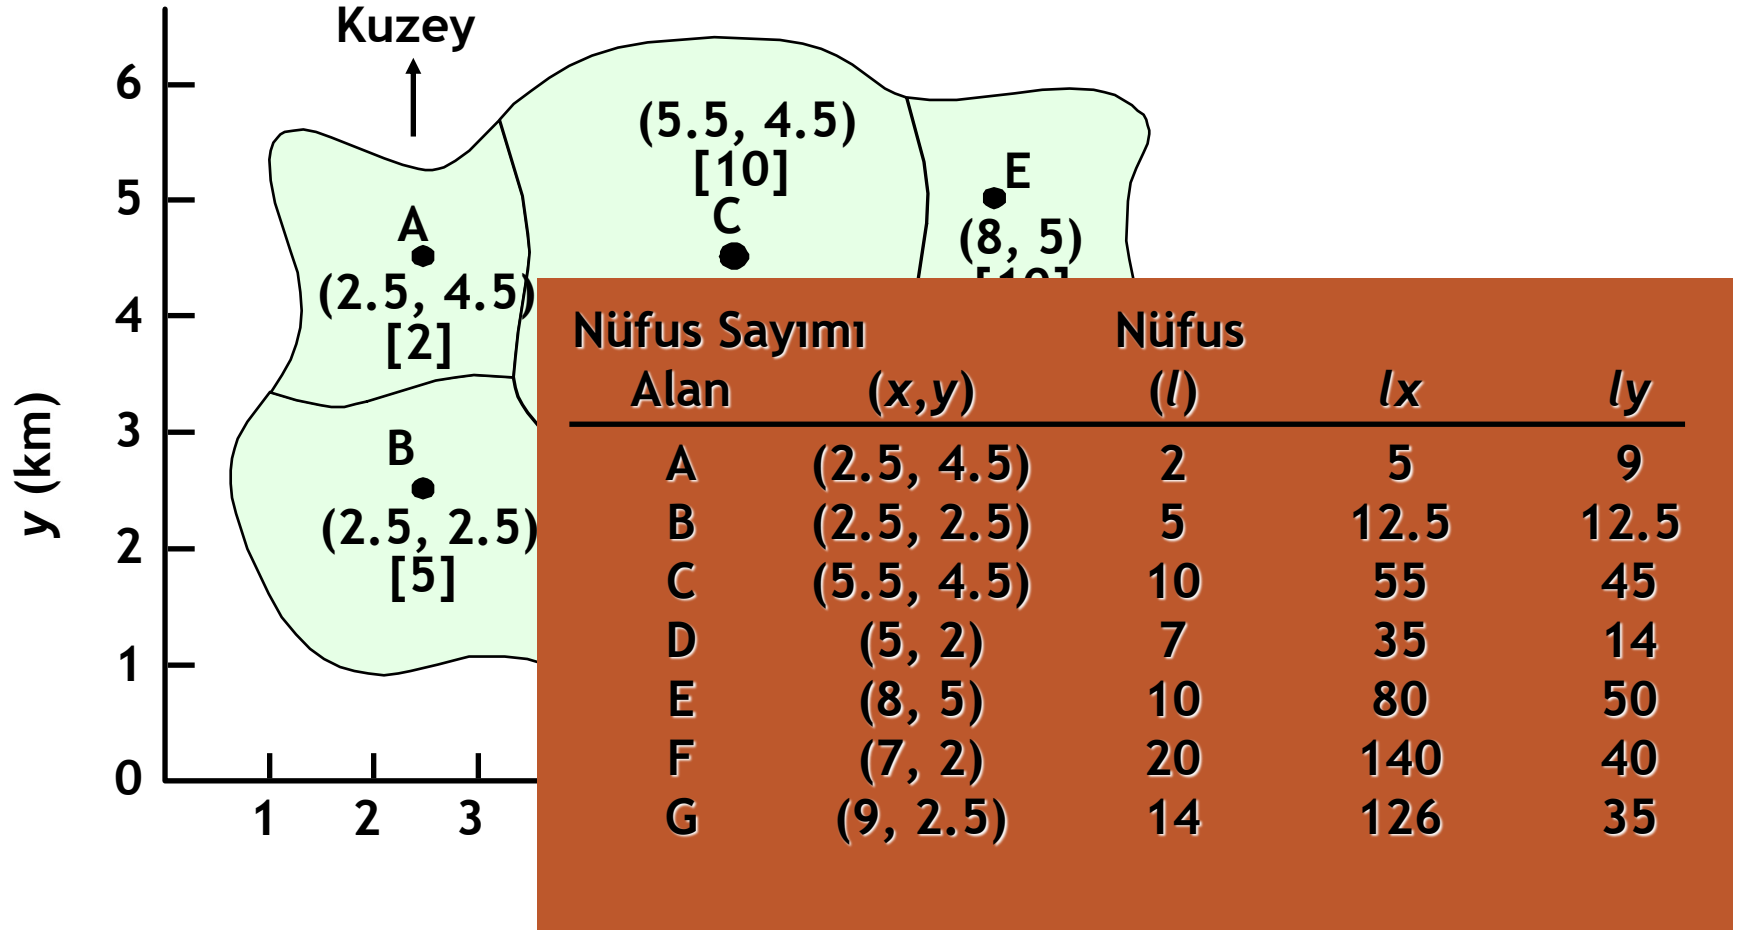 Kuzey
6
5
4
3
2
1
0
y (km)
1 2 3
(5.5, 4.5)
[10]
C
E
(8, 5)
A
(2.5, 4.5)
[2]
B
(2.5, 2.5)
[5]
Nüfus Sayımı Nüfus
Alan (x,y) (l) lx ly
A (2.5, 4.5) 2 5 9
B (2.5, 2.5) 5 12.5 12.5
C (5.5, 4.5) 10 55 45
D (5, 2) 7 35 14
E (8, 5) 10 80 50
F (7, 2) 20 140 40
G (9, 2.5) 14 126 35